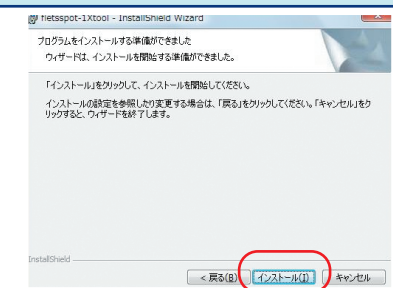 fletsspot-1Xtool - InstallShield Wizard
プログラムをインストールする準備ができました
ウィザードは、インストールを開始する準備ができました。
「インストール」をクリックして、インストールを開始してください。
インストールの設定を参照したり変更する場合は、「戻る」をクリックしてください。「キャンセル」をク
リックすると、ウィザードを終了します。
InstallShield
< 戻る(B)
インストール(I)
キャンセル